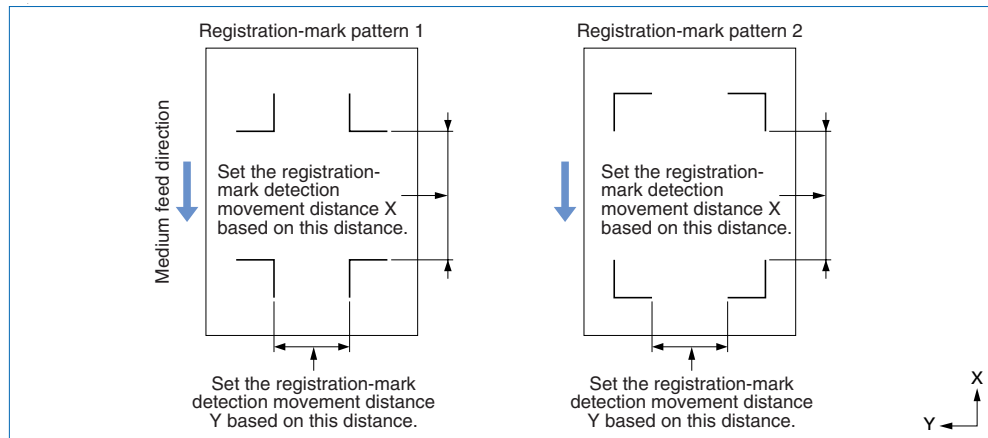 Registration-mark pattern 1
Medium feed direction
Set the registration-
mark detection
movement distance X
based on this distance.
Set the registration-mark
detection movement distance
Y based on this distance.
Registration-mark pattern 2
Set the registration-
mark detection
movement distance X
based on this distance.
Set the registration-mark
detection movement distance
Y based on this distance.
X
Y